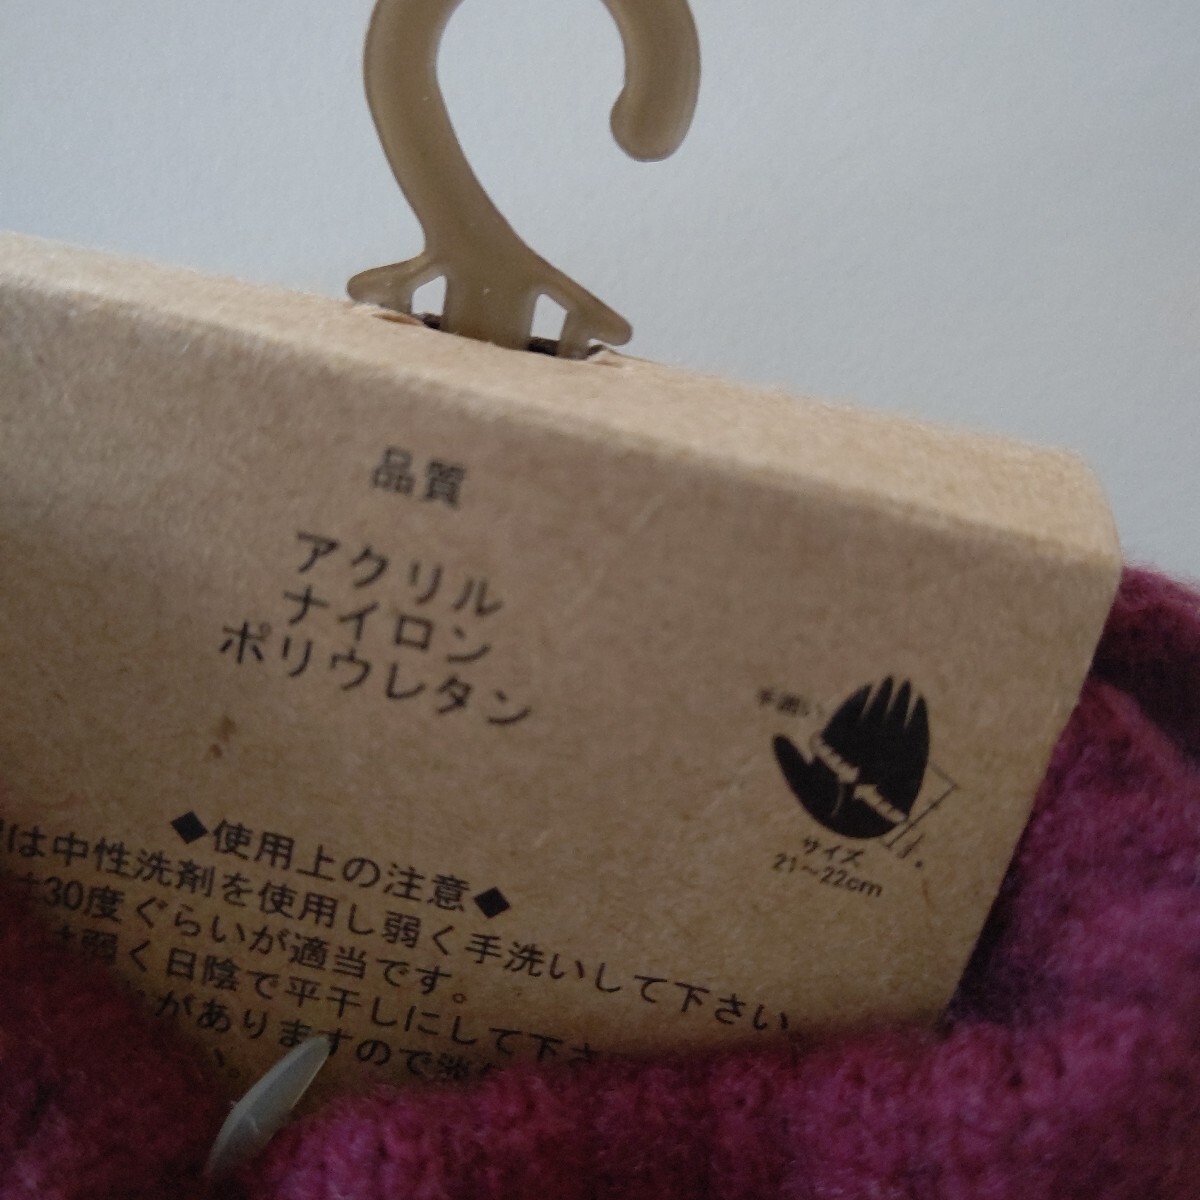 品質
アクリル
ナイロン
ポリウレタン
手囲い
サイズ
21～22cm
◆使用上の注意◆
は中性洗剤を使用し弱く手洗いして下さい
30度ぐらいが適当です。
弱く日陰で平干しにして下さ
がありますので
い。